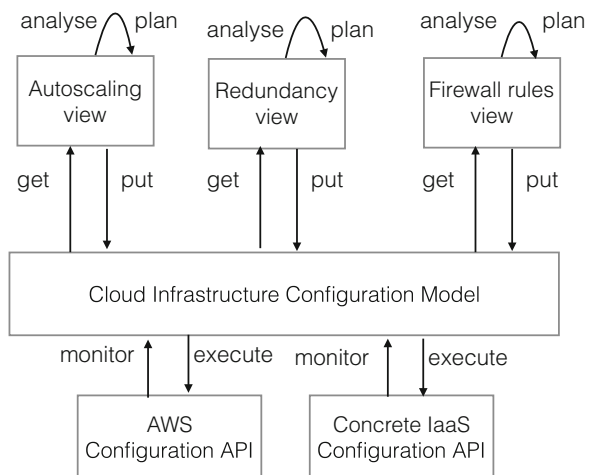 analyse plan
analyse plan
analyse plan
Autoscaling
view
Redundancy
view
Firewall rules
view
get put
get put
get put
Cloud Infrastructure Configuration Model
monitor execute
monitor execute
AWS
Configuration API
Concrete IaaS
Configuration API